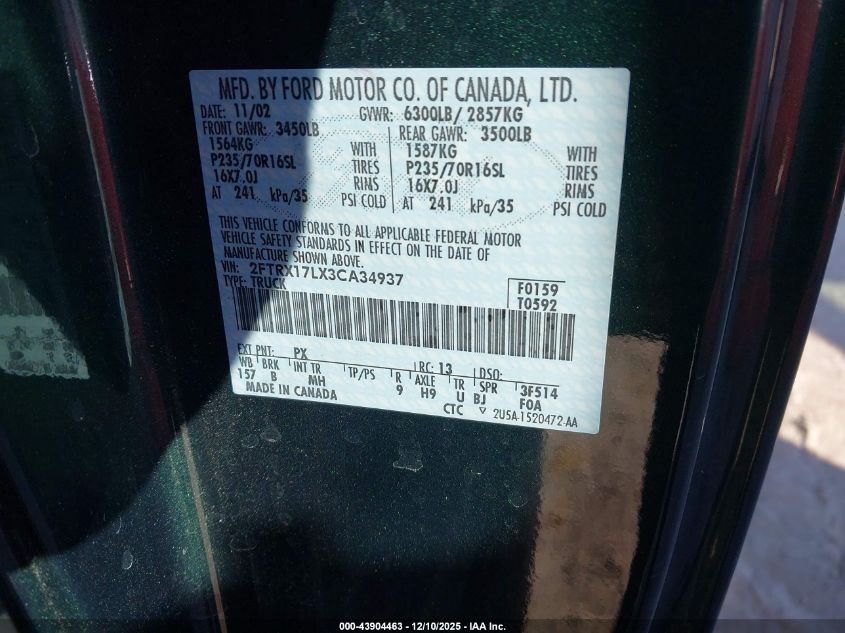 MFD. BY FORD MOTOR CO. OF CANADA, LTD.
DATE: 11/02 GVWR: 6300LB/ 2857KG
FRONT GAWR: 3450LB REAR GAWR: 3500LB
1564KG WITH 1587KG WITH
P235/70R16SL TIRES P235/70R16SL TIRES
16X7.0J RIMS 16X7.0J RIMS
AT 241 kPa/35 PSI COLD AT 241 kPa/35 PSI COLD
THIS VEHICLE CONFORMS TO ALL APPLICABLE FEDERAL MOTOR
VEHICLE SAFETY STANDARDS IN EFFECT ON THE DATE OF
MANUFACTURE SHOWN ABOVE.
VIN: 2FTRX17LX3CA34937 F0159
TYPE: TRUCK T0592
EXT PNT: PX RC: 13 DSO:
WB BRK INT TR TP/PS R AXLE TR SPR 3F514
157 B MH 9 H9 U BJ F0A
MADE IN CANADA CTC 2U5A-1520472-AA
000-43904463 - 12/10/2025 - IAA Inc.